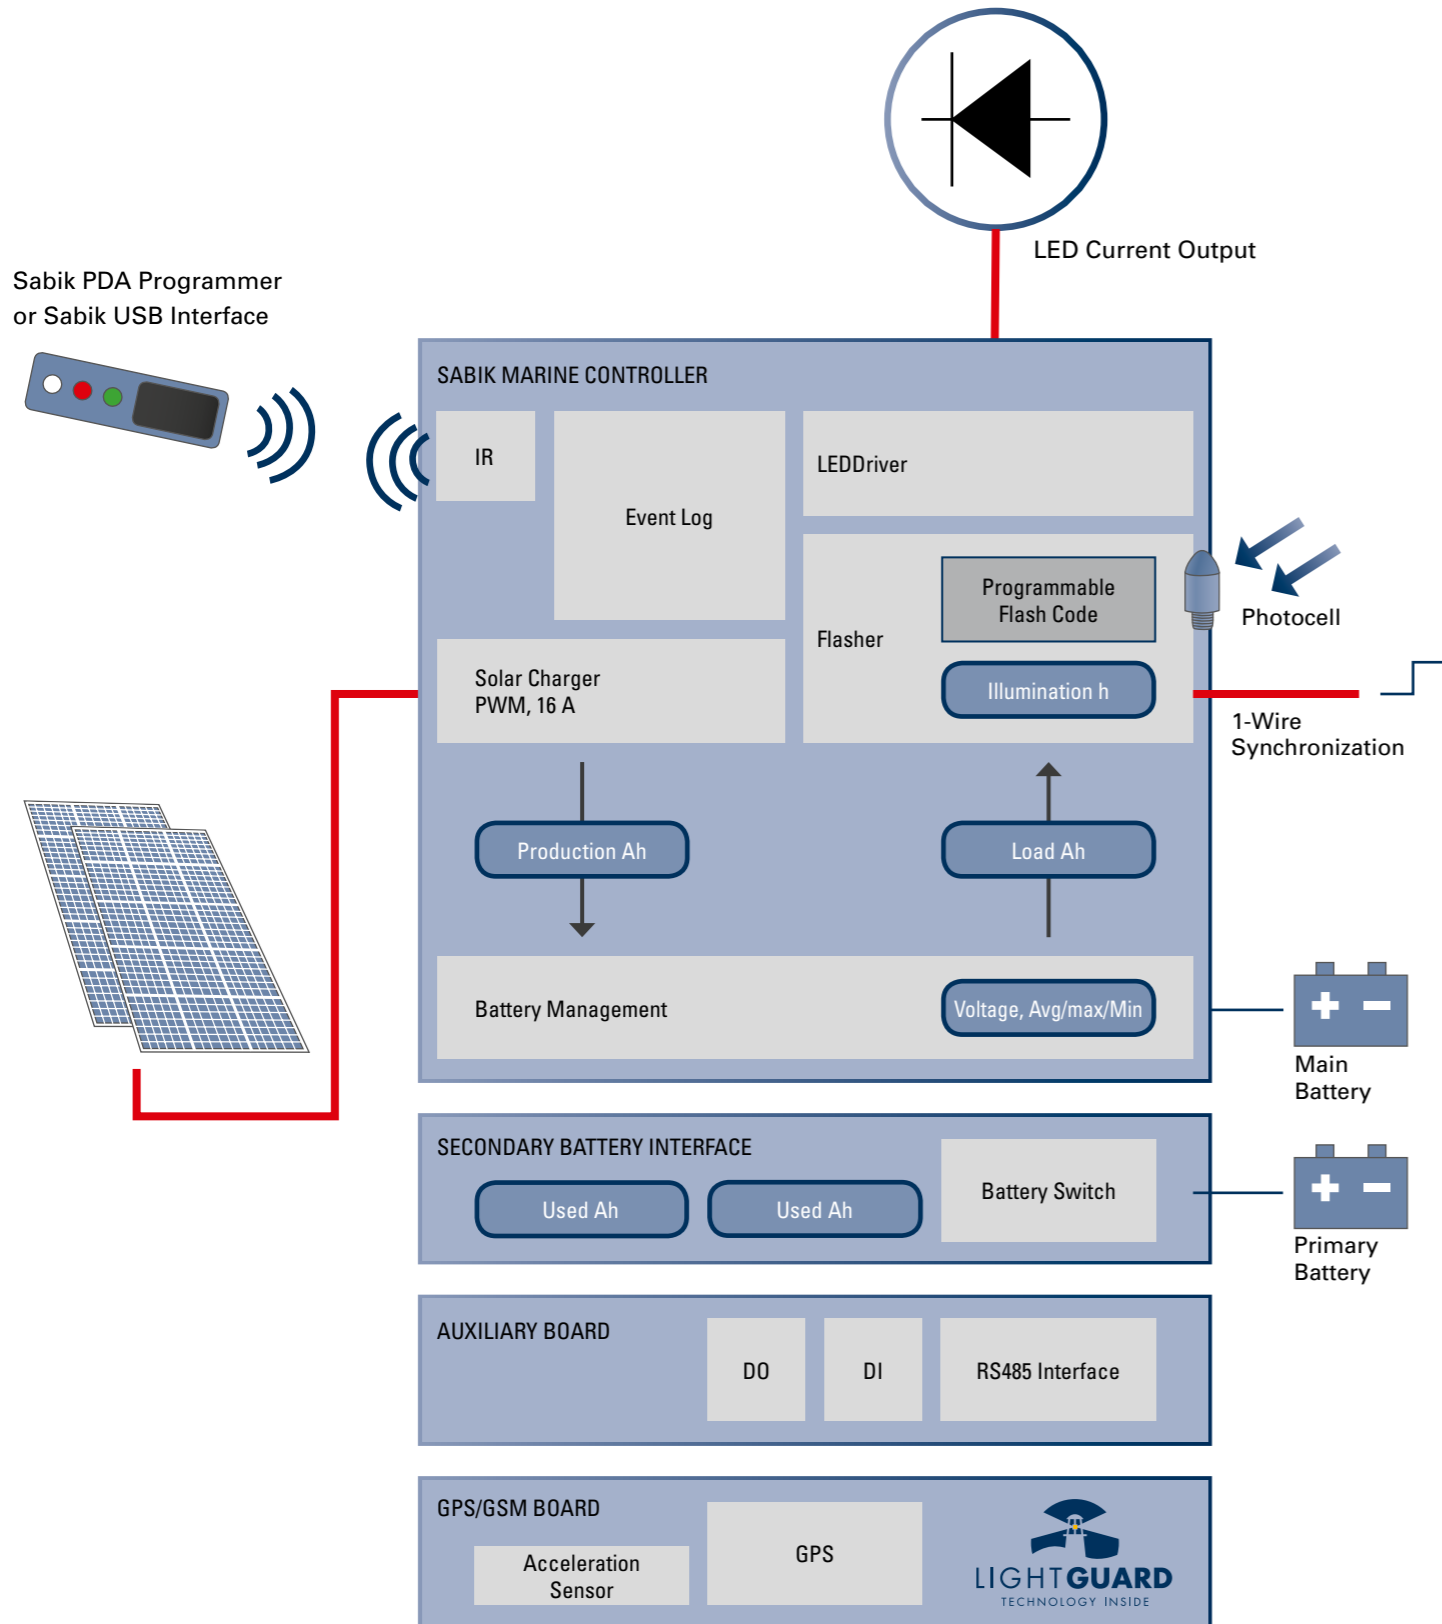 LED Current Output
Sabik PDA Programmer
or Sabik USB Interface
SABIK MARINE CONTROLLER
IR
Event Log
LEDDriver
Programmable
Flash Code
Flasher
Illumination h
Photocell
Solar Charger
PWM, 16 A
1-Wire
Synchronization
Production Ah
Load Ah
Battery Management
Voltage, Avg/max/Min
Main
Battery
SECONDARY BATTERY INTERFACE
Used Ah
Used Ah
Battery Switch
Primary
Battery
AUXILIARY BOARD
DO
DI
RS485 Interface
GPS/GSM BOARD
Acceleration
Sensor
GPS
LIGHTGUARD
TECHNOLOGY INSIDE